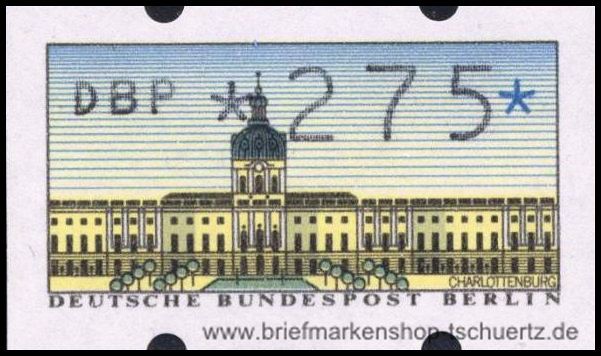 DBP *275*
CHARLOTTENBURG
DEUTSCHE BUNDESPOST BERLIN
www.briefmarkenshop-tschuertz.de